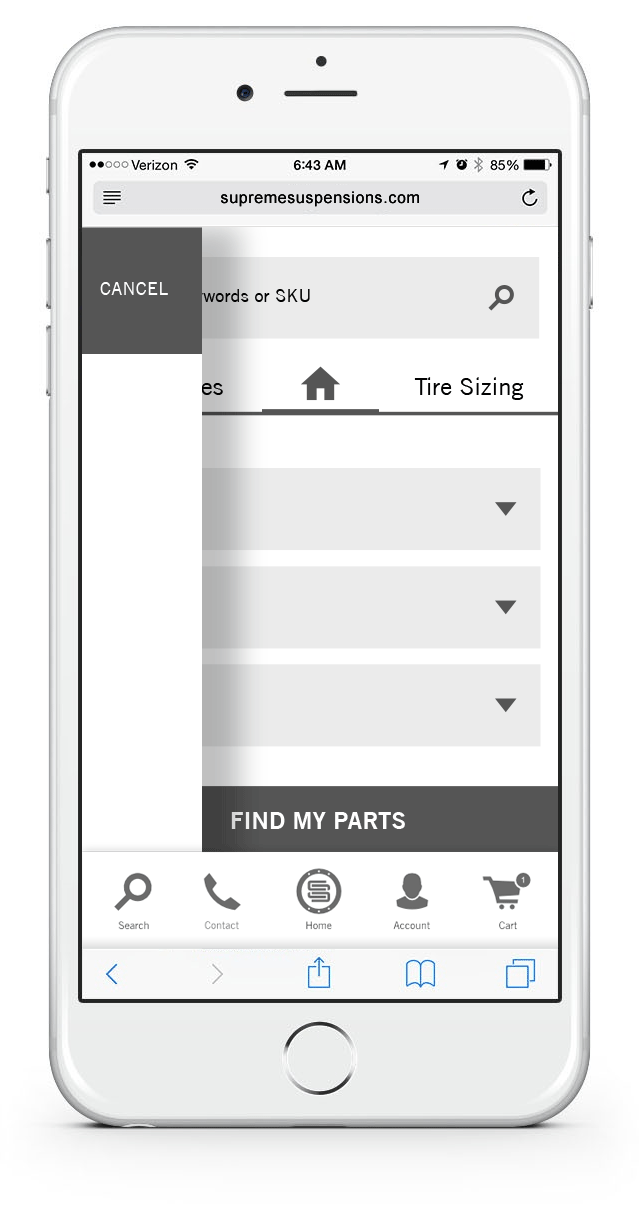 Verizon 6:43 AM 85%
supremesuspensions.com
CANCEL
words or SKU
es
Tire Sizing
FIND MY PARTS
1
Search Contact Home Account Cart